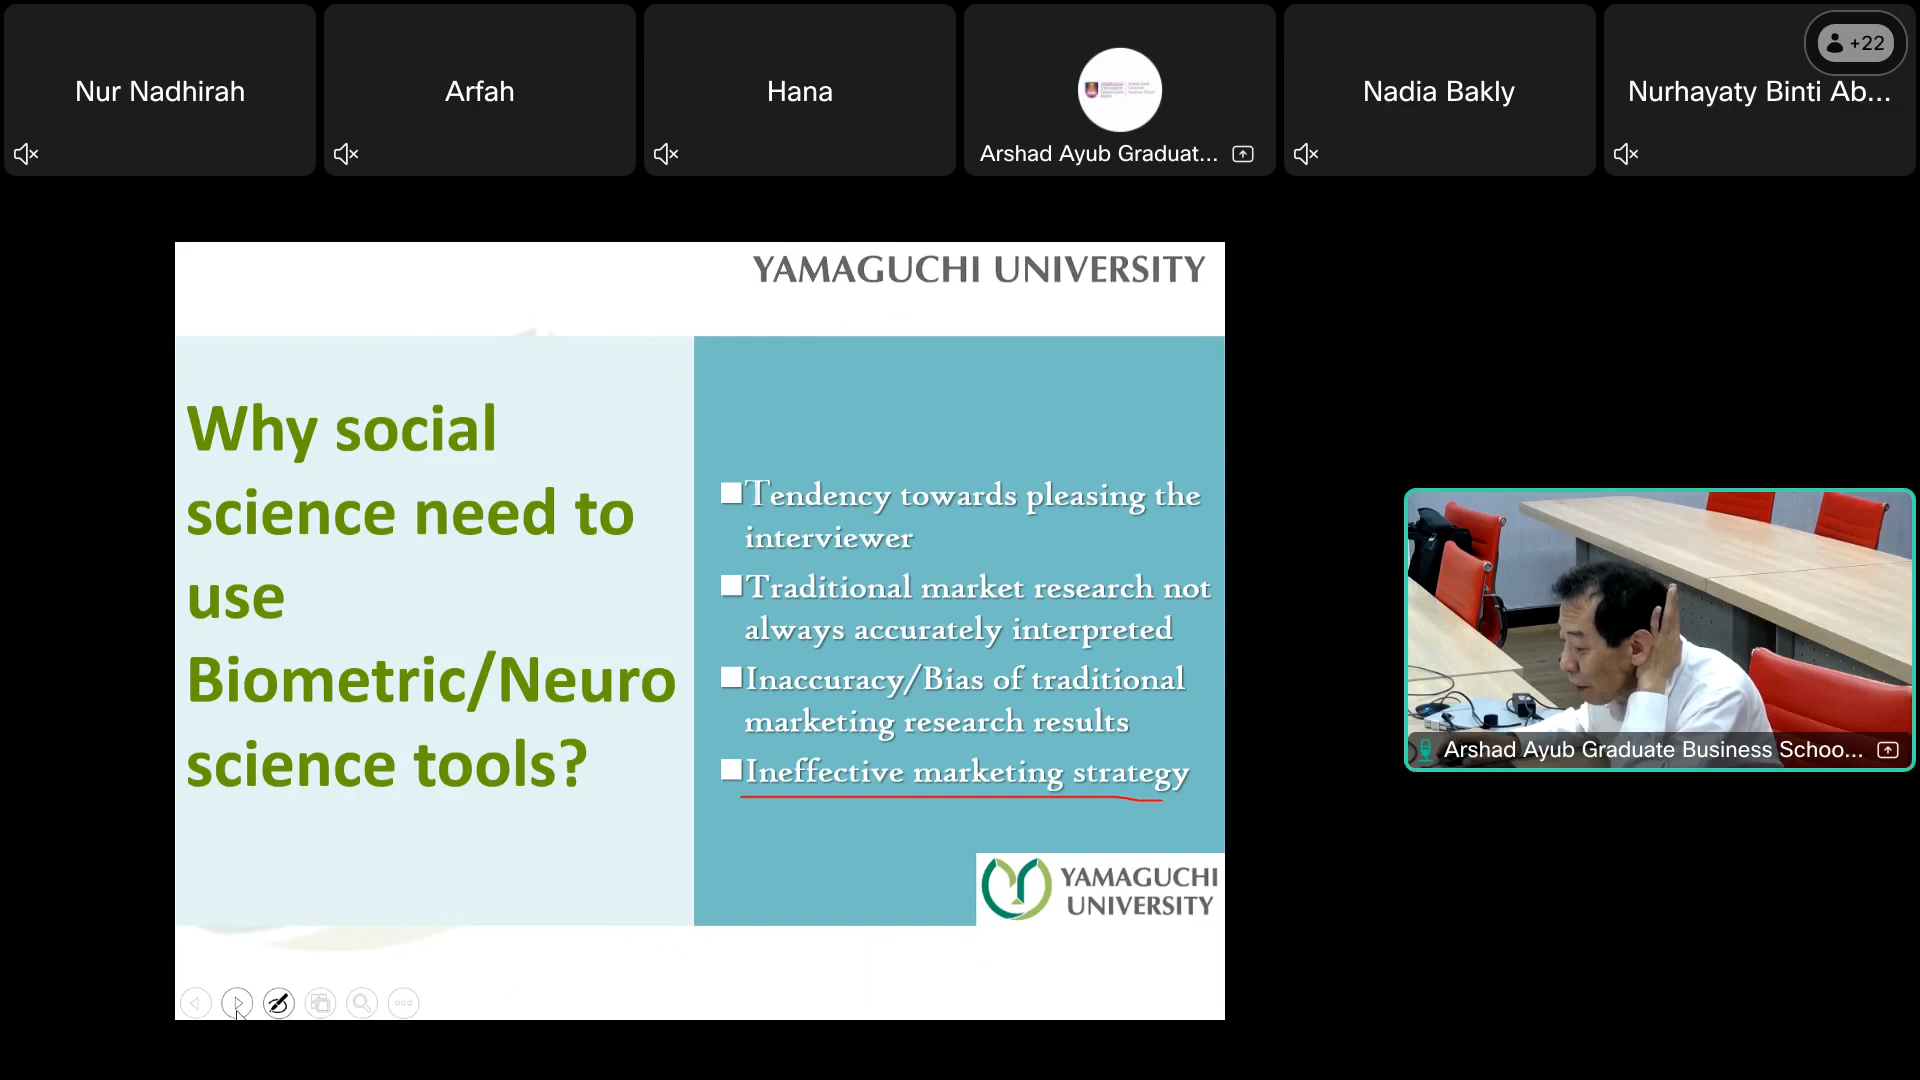 Nur Nadhirah
Arfah
Hana
Arshad Ayub Graduat...
Nadia Bakly
+22
Nurhayaty Binti Ab...
YAMAGUCHI UNIVERSITY
Why social
science need to
use
Biometric/Neuro
science tools?
Tendency towards pleasing the
interviewer
Traditional market research not
always accurately interpreted
Inaccuracy/Bias of traditional
marketing research results
Ineffective marketing strategy
YAMAGUCHI
UNIVERSITY
Arshad Ayub Graduate Business Schoo...